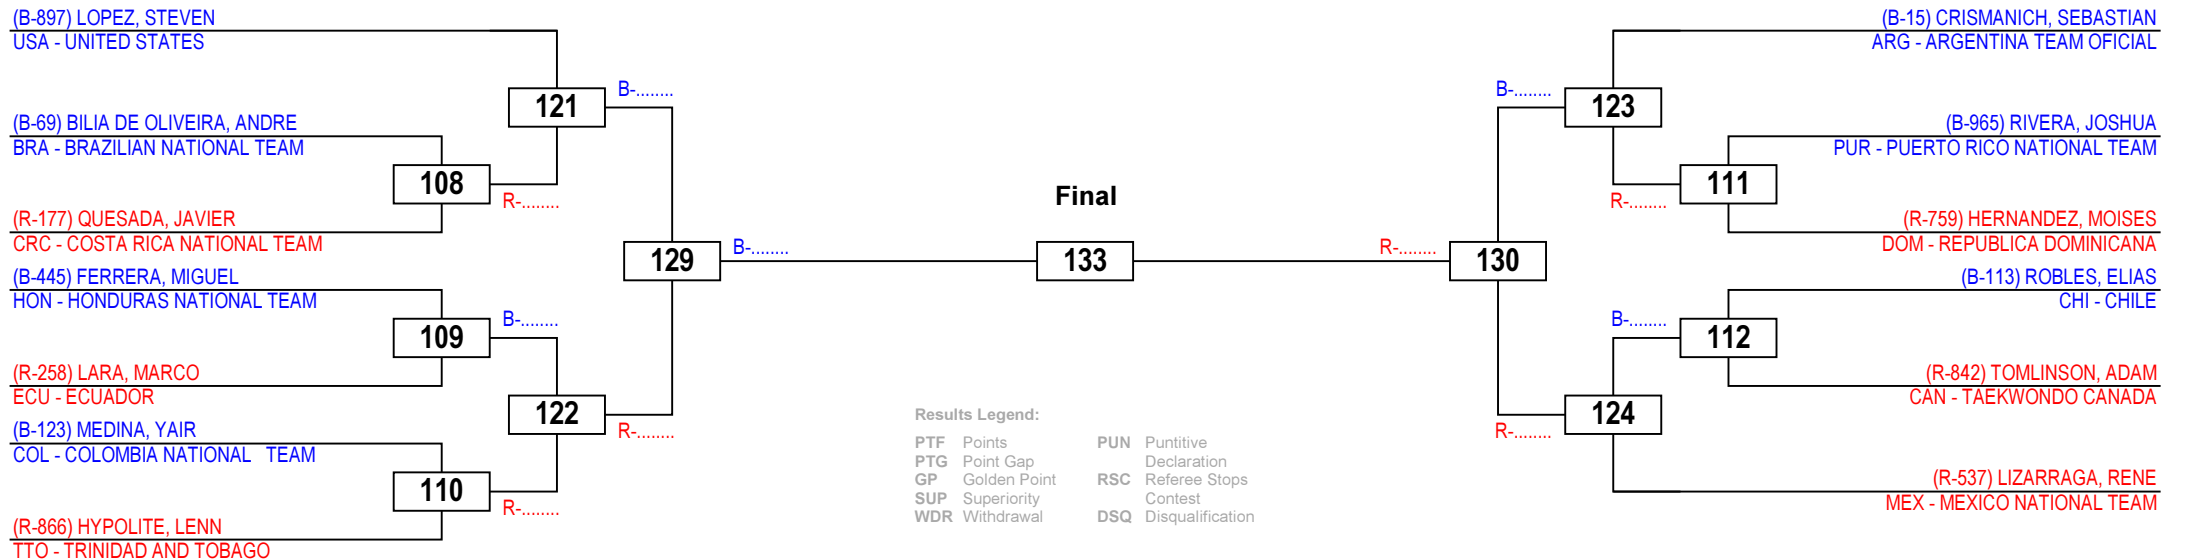 (B-897) LOPEZ, STEVEN
USA - UNITED STATES
(B-69) BILIA DE OLIVEIRA, ANDRE
BRA - BRAZILIAN NATIONAL TEAM
(R-177) QUESADA, JAVIER
CRC - COSTA RICA NATIONAL TEAM
(B-445) FERRERA, MIGUEL
HON - HONDURAS NATIONAL TEAM
(R-258) LARA, MARCO
ECU - ECUADOR
(B-123) MEDINA, YAIR
COL - COLOMBIA NATIONAL TEAM
(R-866) HYPOLITE, LENN
TTO - TRINIDAD AND TOBAGO
108
R-........
109
B-........
110
R-........
121
B-........
122
R-........
129
B-........
Final
133
R-........
130
B-........
123
R-........
124
R-........
111
B-........
112
(B-15) CRISMANICH, SEBASTIAN
ARG - ARGENTINA TEAM OFICIAL
(B-965) RIVERA, JOSHUA
PUR - PUERTO RICO NATIONAL TEAM
(R-759) HERNANDEZ, MOISES
DOM - REPUBLICA DOMINICANA
(B-113) ROBLES, ELIAS
CHI - CHILE
(R-842) TOMLINSON, ADAM
CAN - TAEKWONDO CANADA
(R-537) LIZARRAGA, RENE
MEX - MEXICO NATIONAL TEAM
Results Legend:
PTF Points
PTG Point Gap
GP Golden Point
SUP Superiority
WDR Withdrawal
PUN Puntitive
Declaration
RSC Referee Stops
Contest
DSQ Disqualification